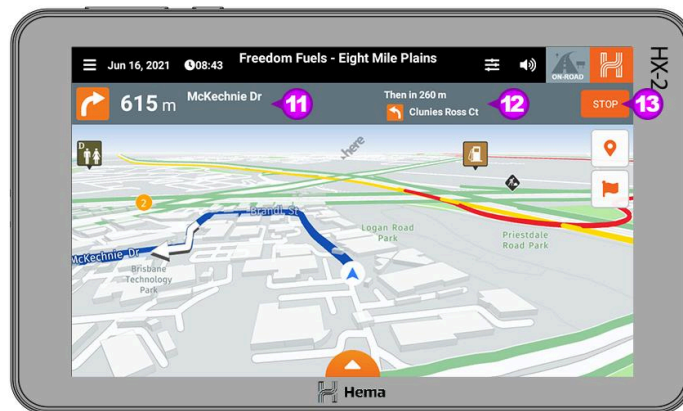 Jun 16, 2021 08:43 Freedom Fuels - Eight Mile Plains
ON-ROAD
HX-2
615 m McKechnie Dr
11
Then in 260 m
Clunies Ross Ct
12
STOP
13
D
here
2
Brandl St
Logan Road
Park
Priestdale
Road Park
McKechnie Dr
Brisbane
Technology
Park
Hema